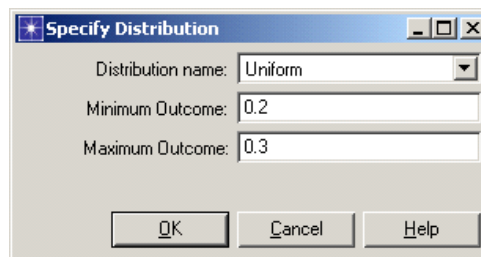 Specify Distribution
Distribution name: Uniform
Minimum Outcome: 0.2
Maximum Outcome: 0.3
OK Cancel Help